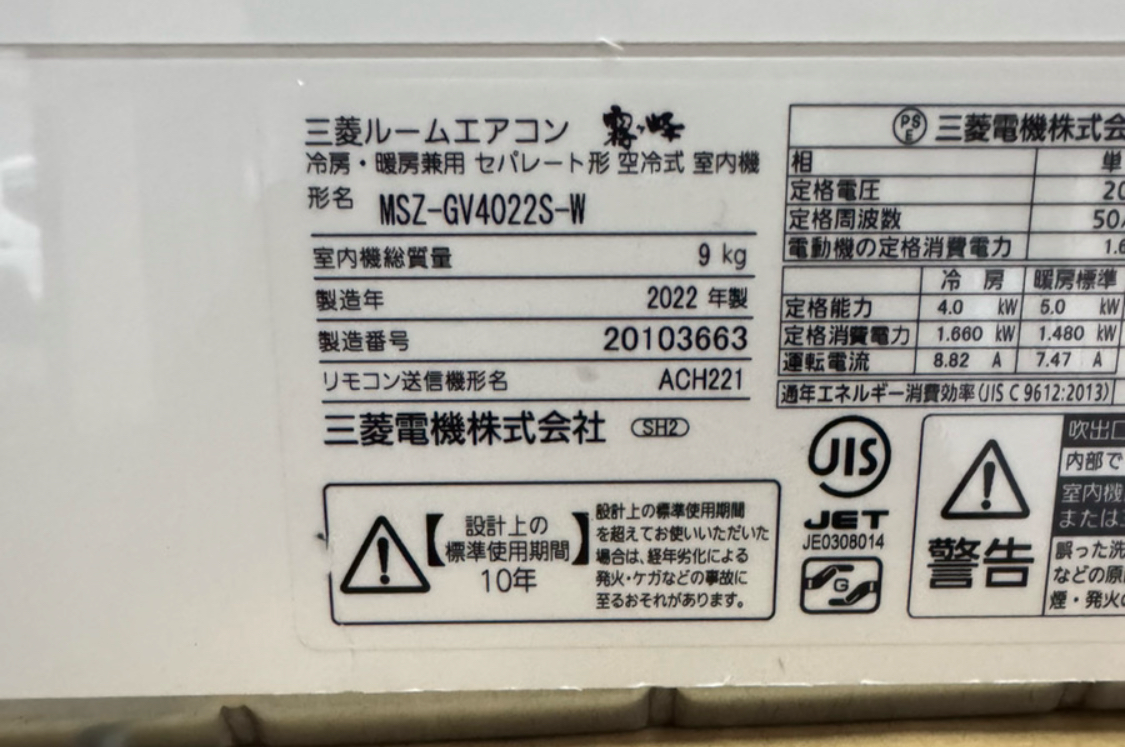 三菱ルームエアコン 霧ヶ峰
冷房・暖房兼用 セパレート形 空冷式 室内機
形名 MSZ-GV4022S-W
室内機総質量 9 kg
製造年 2022 年製
製造番号 20103663
リモコン送信機形名 ACH221
三菱電機株式会社 SH2
設計上の
【標準使用期間】
10年
設計上の標準使用期間
を超えてお使いいただいた
場合は、経年劣化による
発火・ケガなどの事故に
至るおそれがあります。
PS E 三菱電機株式会
相 単
定格電圧 20
定格周波数 50
電動機の定格消費電力 1.6
冷 房 暖房標準
定格能力 4.0 kW 5.0 kW
定格消費電力 1.660 kW 1.480 kW
運転電流 8.82 A 7.47 A
通年エネルギー消費効率(JIS C 9612:2013)
JIS
JET
JE0308014
G
警告
吹出口
内部で
室内機
または
誤った洗
などの原
煙・発火